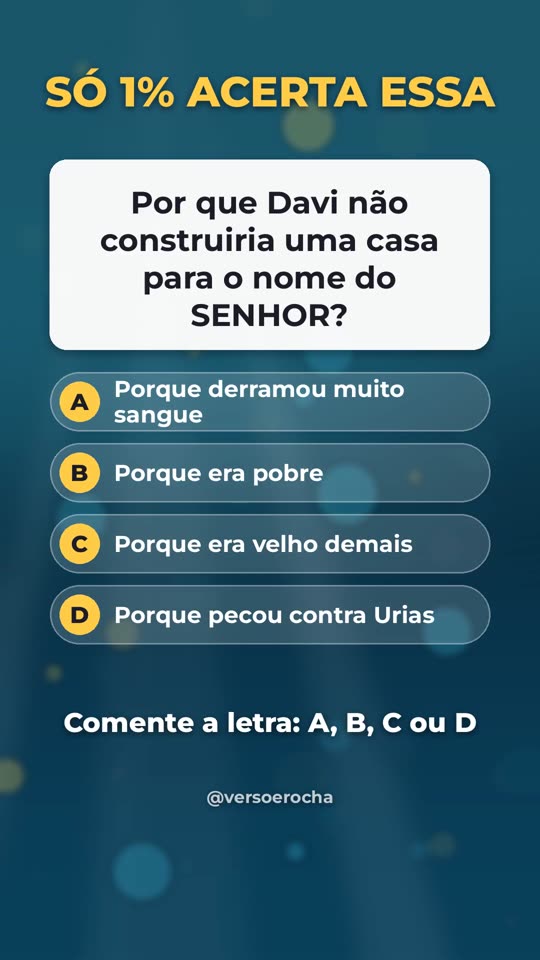 SÓ 1% ACERTA ESSA
Por que Davi não
construiria uma casa
para o nome do
SENHOR?
A Porque derramou muito
sangue
B Porque era pobre
C Porque era velho demais
D Porque pecou contra Urias
Comente a letra: A, B, C ou D
@versoerocha